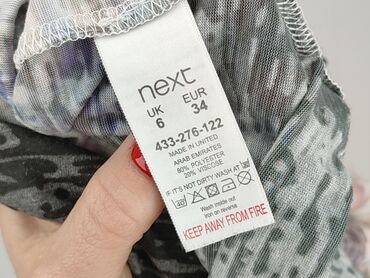 next
UK EUR
6 34
433-276-122
MADE IN UNITED
ARAB EMIRATES
80% POLYESTER
20% VISCOSE
IF IT'S NOT DIRTY WASH AT
Wash inside out
Iron on reverse
KEEP AWAY FROM FIRE